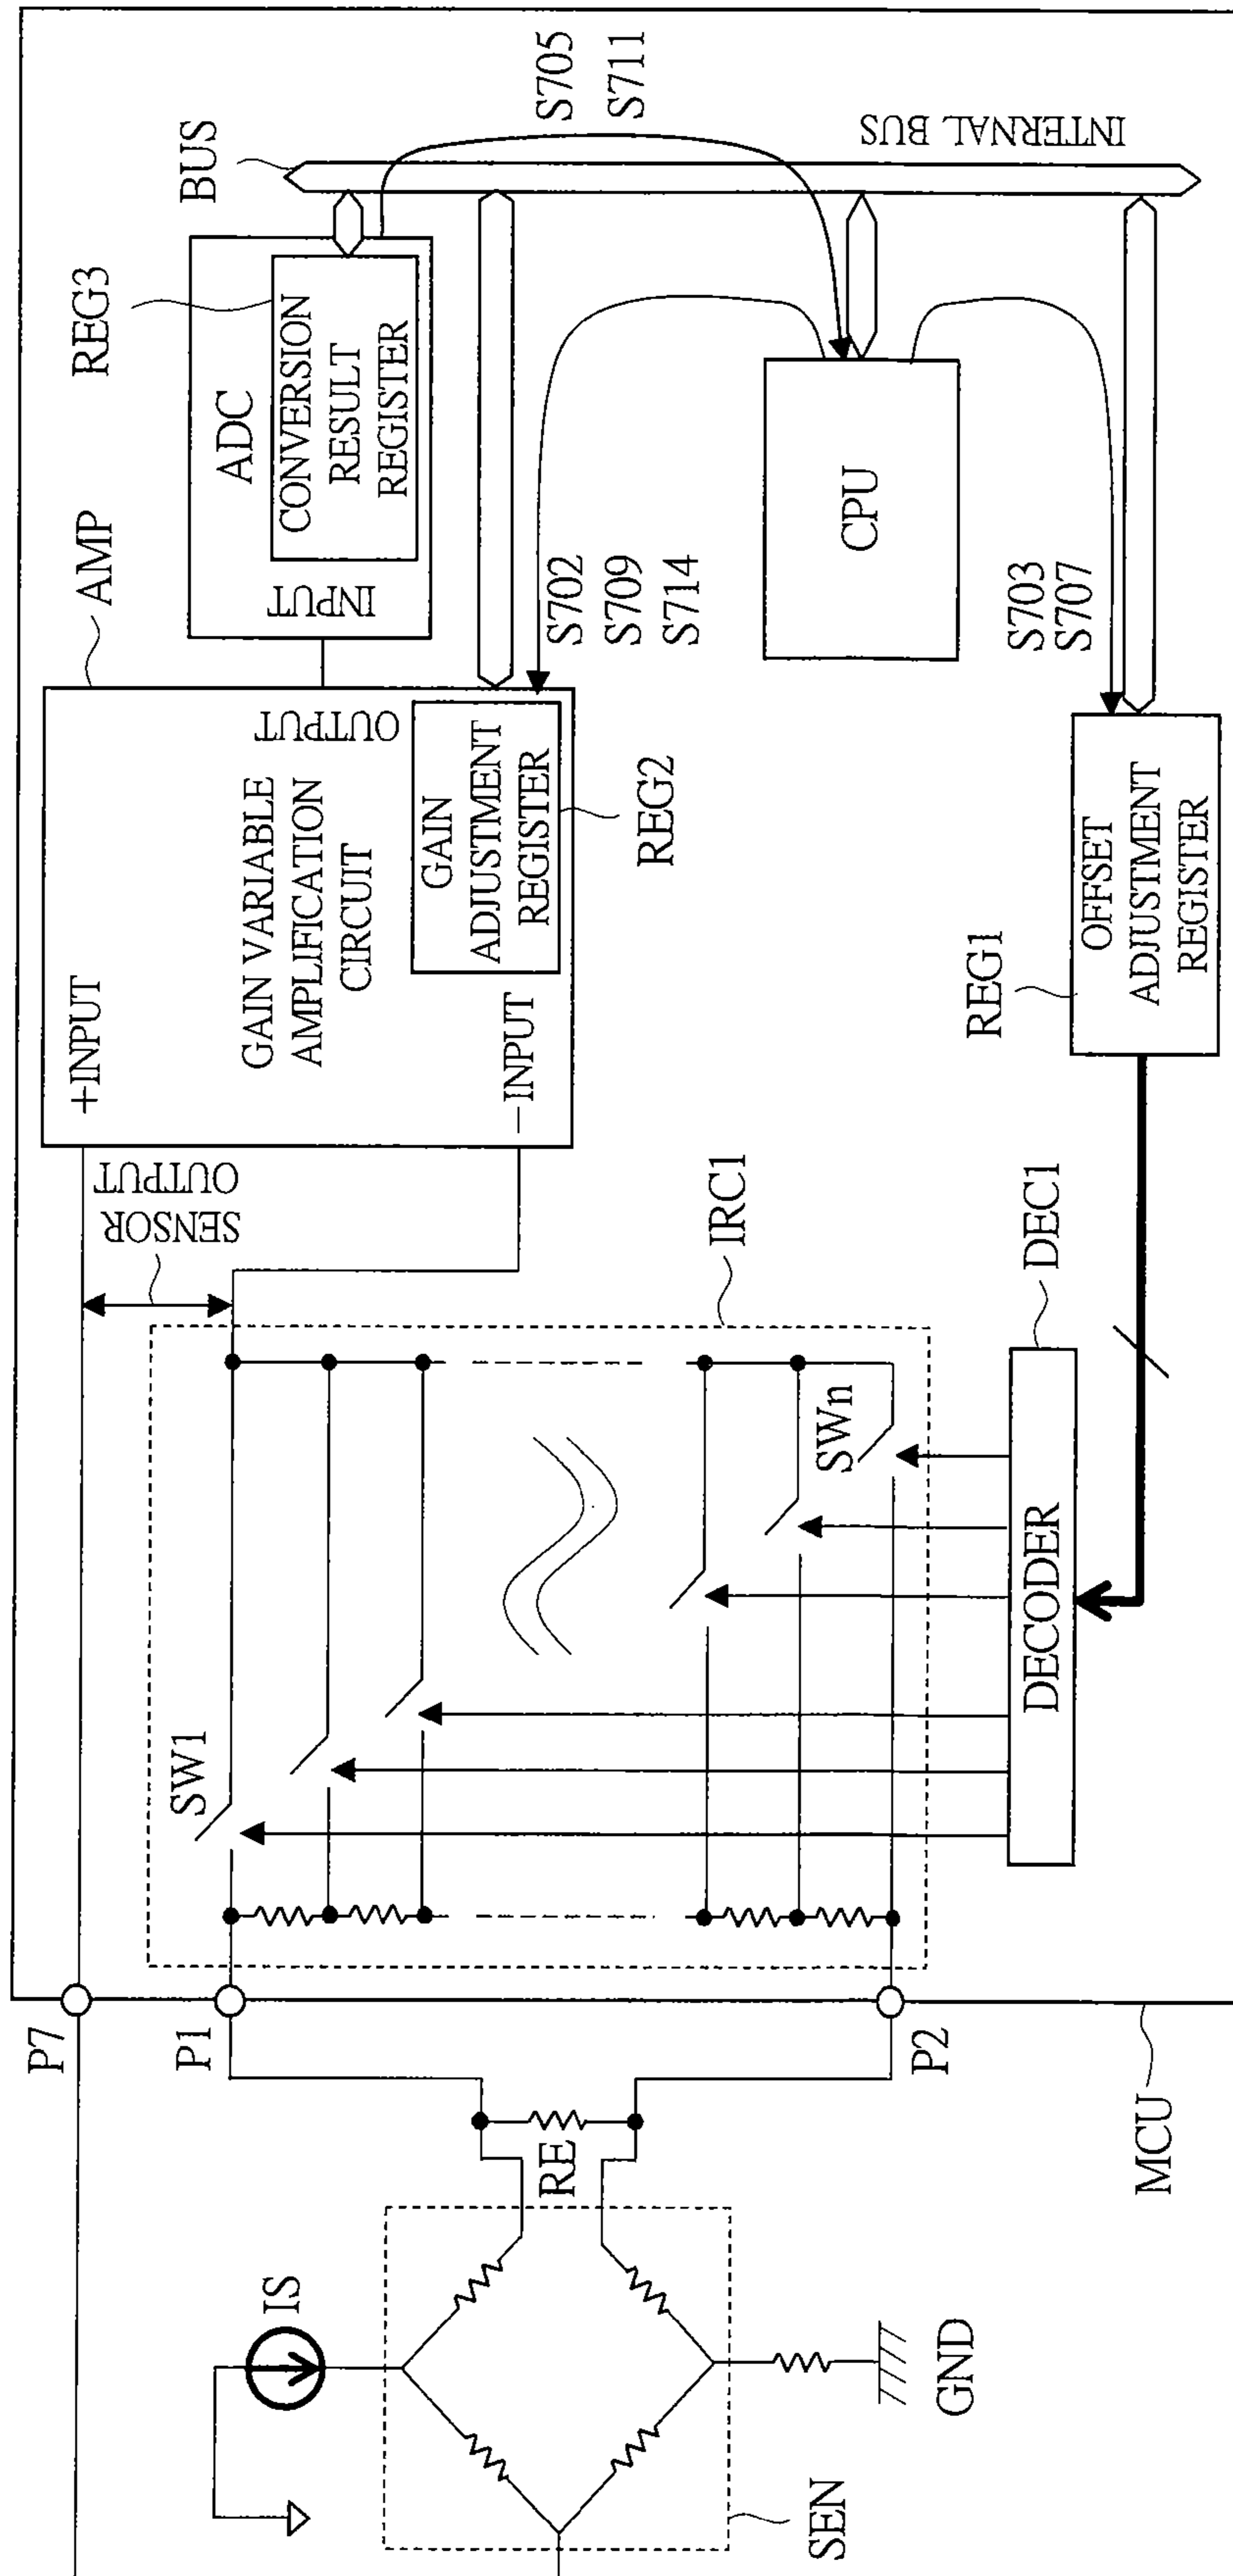 P7
P1
P2
MCU
IS
RE
GND
SEN
SENSOR
OUTPUT
SW1
SWn
IRC1
DECODER
DEC1
AMP
+INPUT
GAIN VARIABLE
AMPLIFICATION
CIRCUIT
OUTPUT
—INPUT
GAIN
ADJUSTMENT
REGISTER
REG2
REG3
ADC
INPUT
CONVERSION
RESULT
REGISTER
BUS
INTERNAL BUS
S705
S711
S702
S709
S714
CPU
S703
S707
REG1
OFFSET
ADJUSTMENT
REGISTER